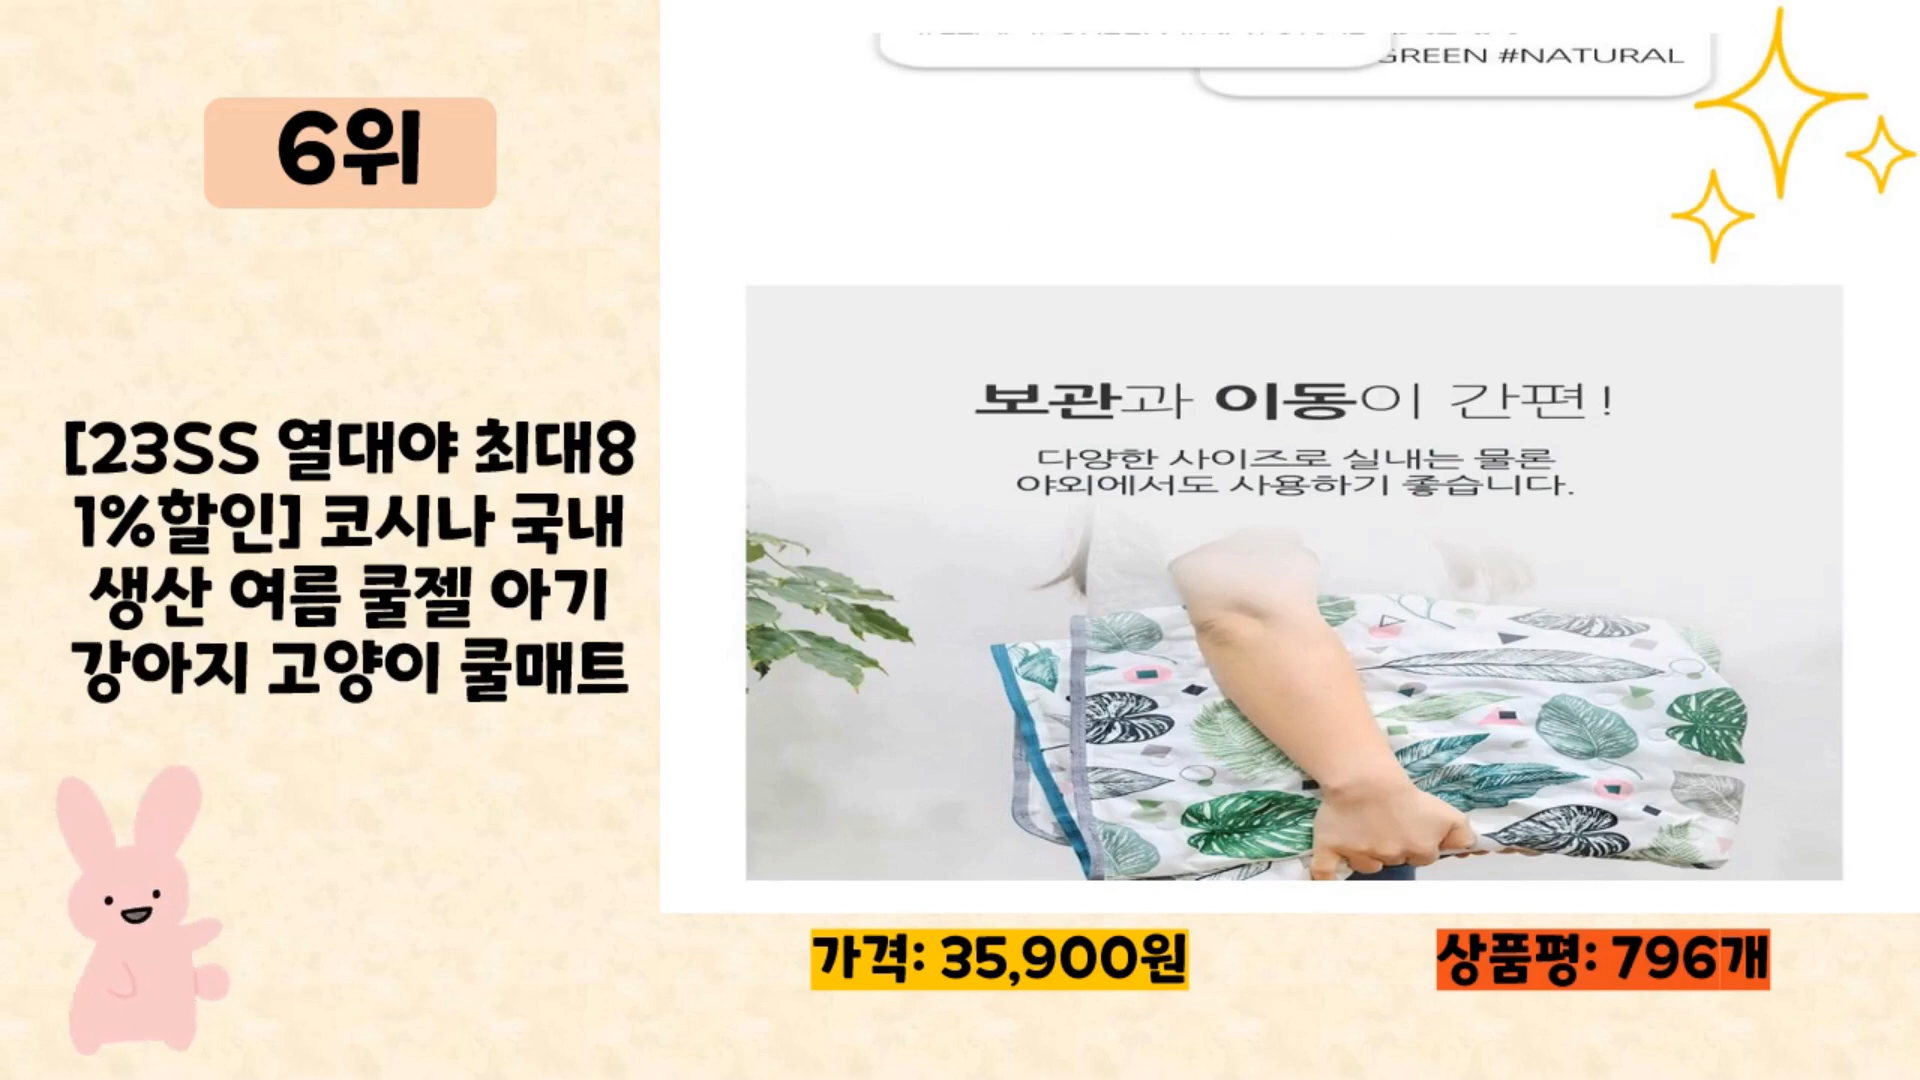 6위
[23SS 열대야 최대8
1%할인] 코시나 국내
생산 여름 쿨젤 아기
강아지 고양이 쿨매트
GREEN #NATURAL
보관과 이동이 간편!
다양한 사이즈로 실내는 물론
야외에서도 사용하기 좋습니다.
가격: 35,900원
상품평: 796개